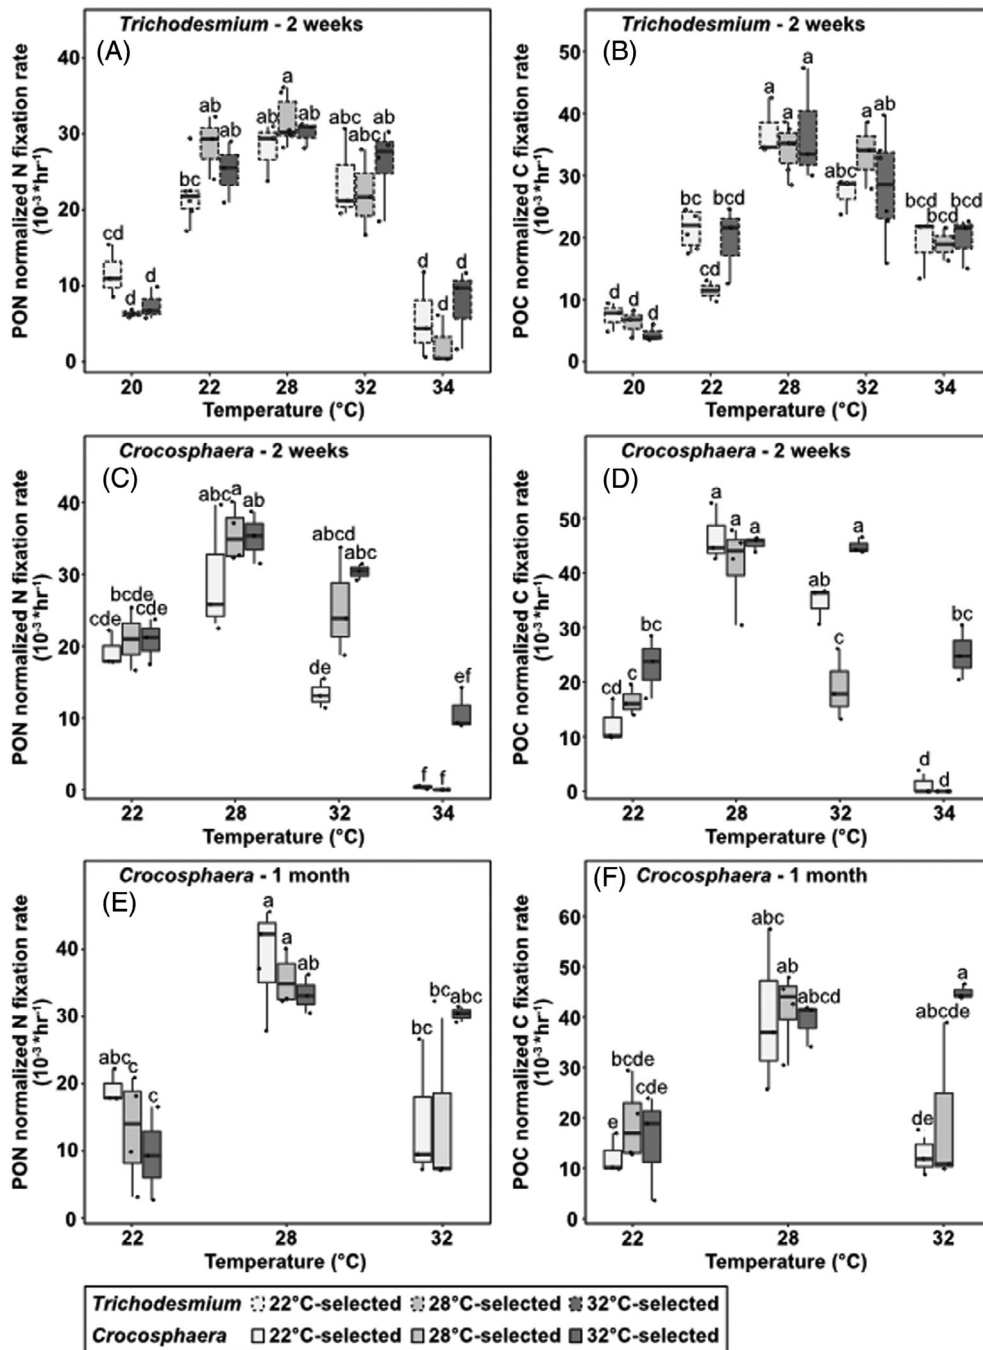 Trichodesmium - 2 weeks
(A)
PON normalized N fixation rate
(10⁻³ *hr⁻¹)
40
30
20
10
0
cd
d
d
bc
ab
ab
ab
a
ab
abc
abc
ab
d
d
d
20 22 28 32 34
Temperature (°C)
Trichodesmium - 2 weeks
(B)
POC normalized C fixation rate
(10⁻³ *hr⁻¹)
50
40
30
20
10
0
d
d
d
bc
cd
bcd
a
a
a
abc
a
ab
bcd
bcd
bcd
20 22 28 32 34
Temperature (°C)
Crocosphaera - 2 weeks
(C)
PON normalized N fixation rate
(10⁻³ *hr⁻¹)
40
30
20
10
0
cde
bcde
cde
abc
a
ab
de
abcd
abc
f
f
ef
22 28 32 34
Temperature (°C)
Crocosphaera - 2 weeks
(D)
POC normalized C fixation rate
(10⁻³ *hr⁻¹)
50
40
30
20
10
0
cd
c
bc
a
a
a
ab
c
a
d
d
bc
22 28 32 34
Temperature (°C)
Crocosphaera - 1 month
(E)
PON normalized N fixation rate
(10⁻³ *hr⁻¹)
40
30
20
10
0
abc
c
c
a
a
ab
bc
bc
abc
22 28 32
Temperature (°C)
Crocosphaera - 1 month
(F)
POC normalized C fixation rate
(10⁻³ *hr⁻¹)
60
50
40
30
20
10
0
e
bcde
cde
abc
ab
abcd
de
abcde
a
22 28 32
Temperature (°C)
Trichodesmium 22°C-selected 28°C-selected 32°C-selected
Crocosphaera 22°C-selected 28°C-selected 32°C-selected